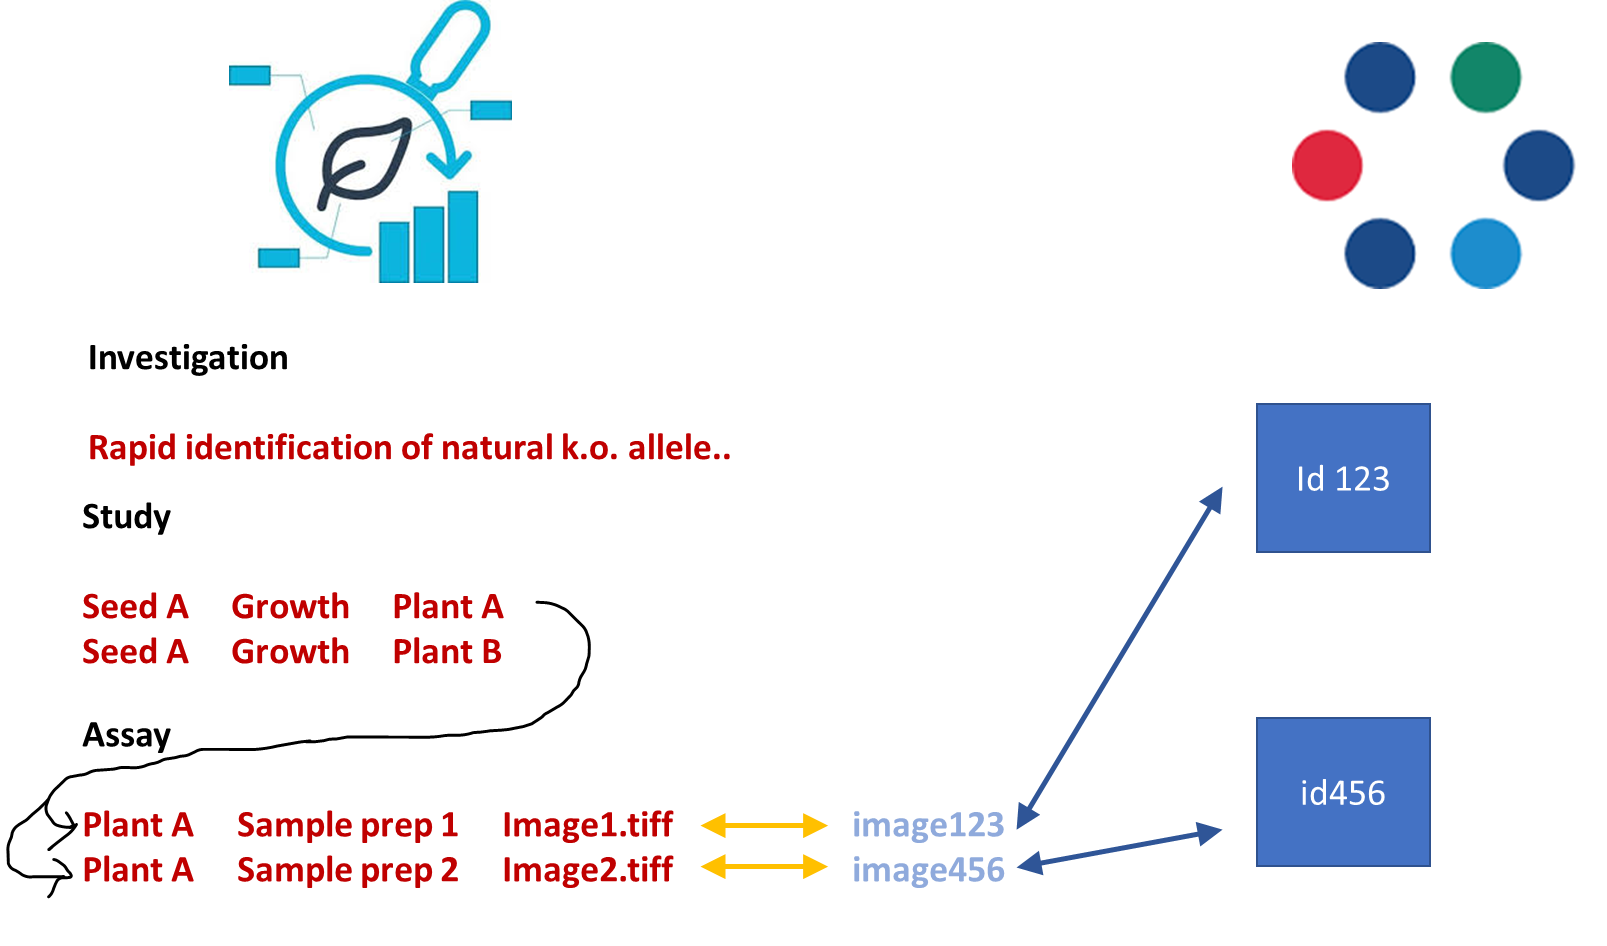 Investigation
Rapid identification of natural k.o. allele..
Study
Seed A Growth Plant A
Seed A Growth Plant B
Assay
Plant A Sample prep 1 Image1.tiff image123
Plant A Sample prep 2 Image2.tiff image456
Id 123
id456